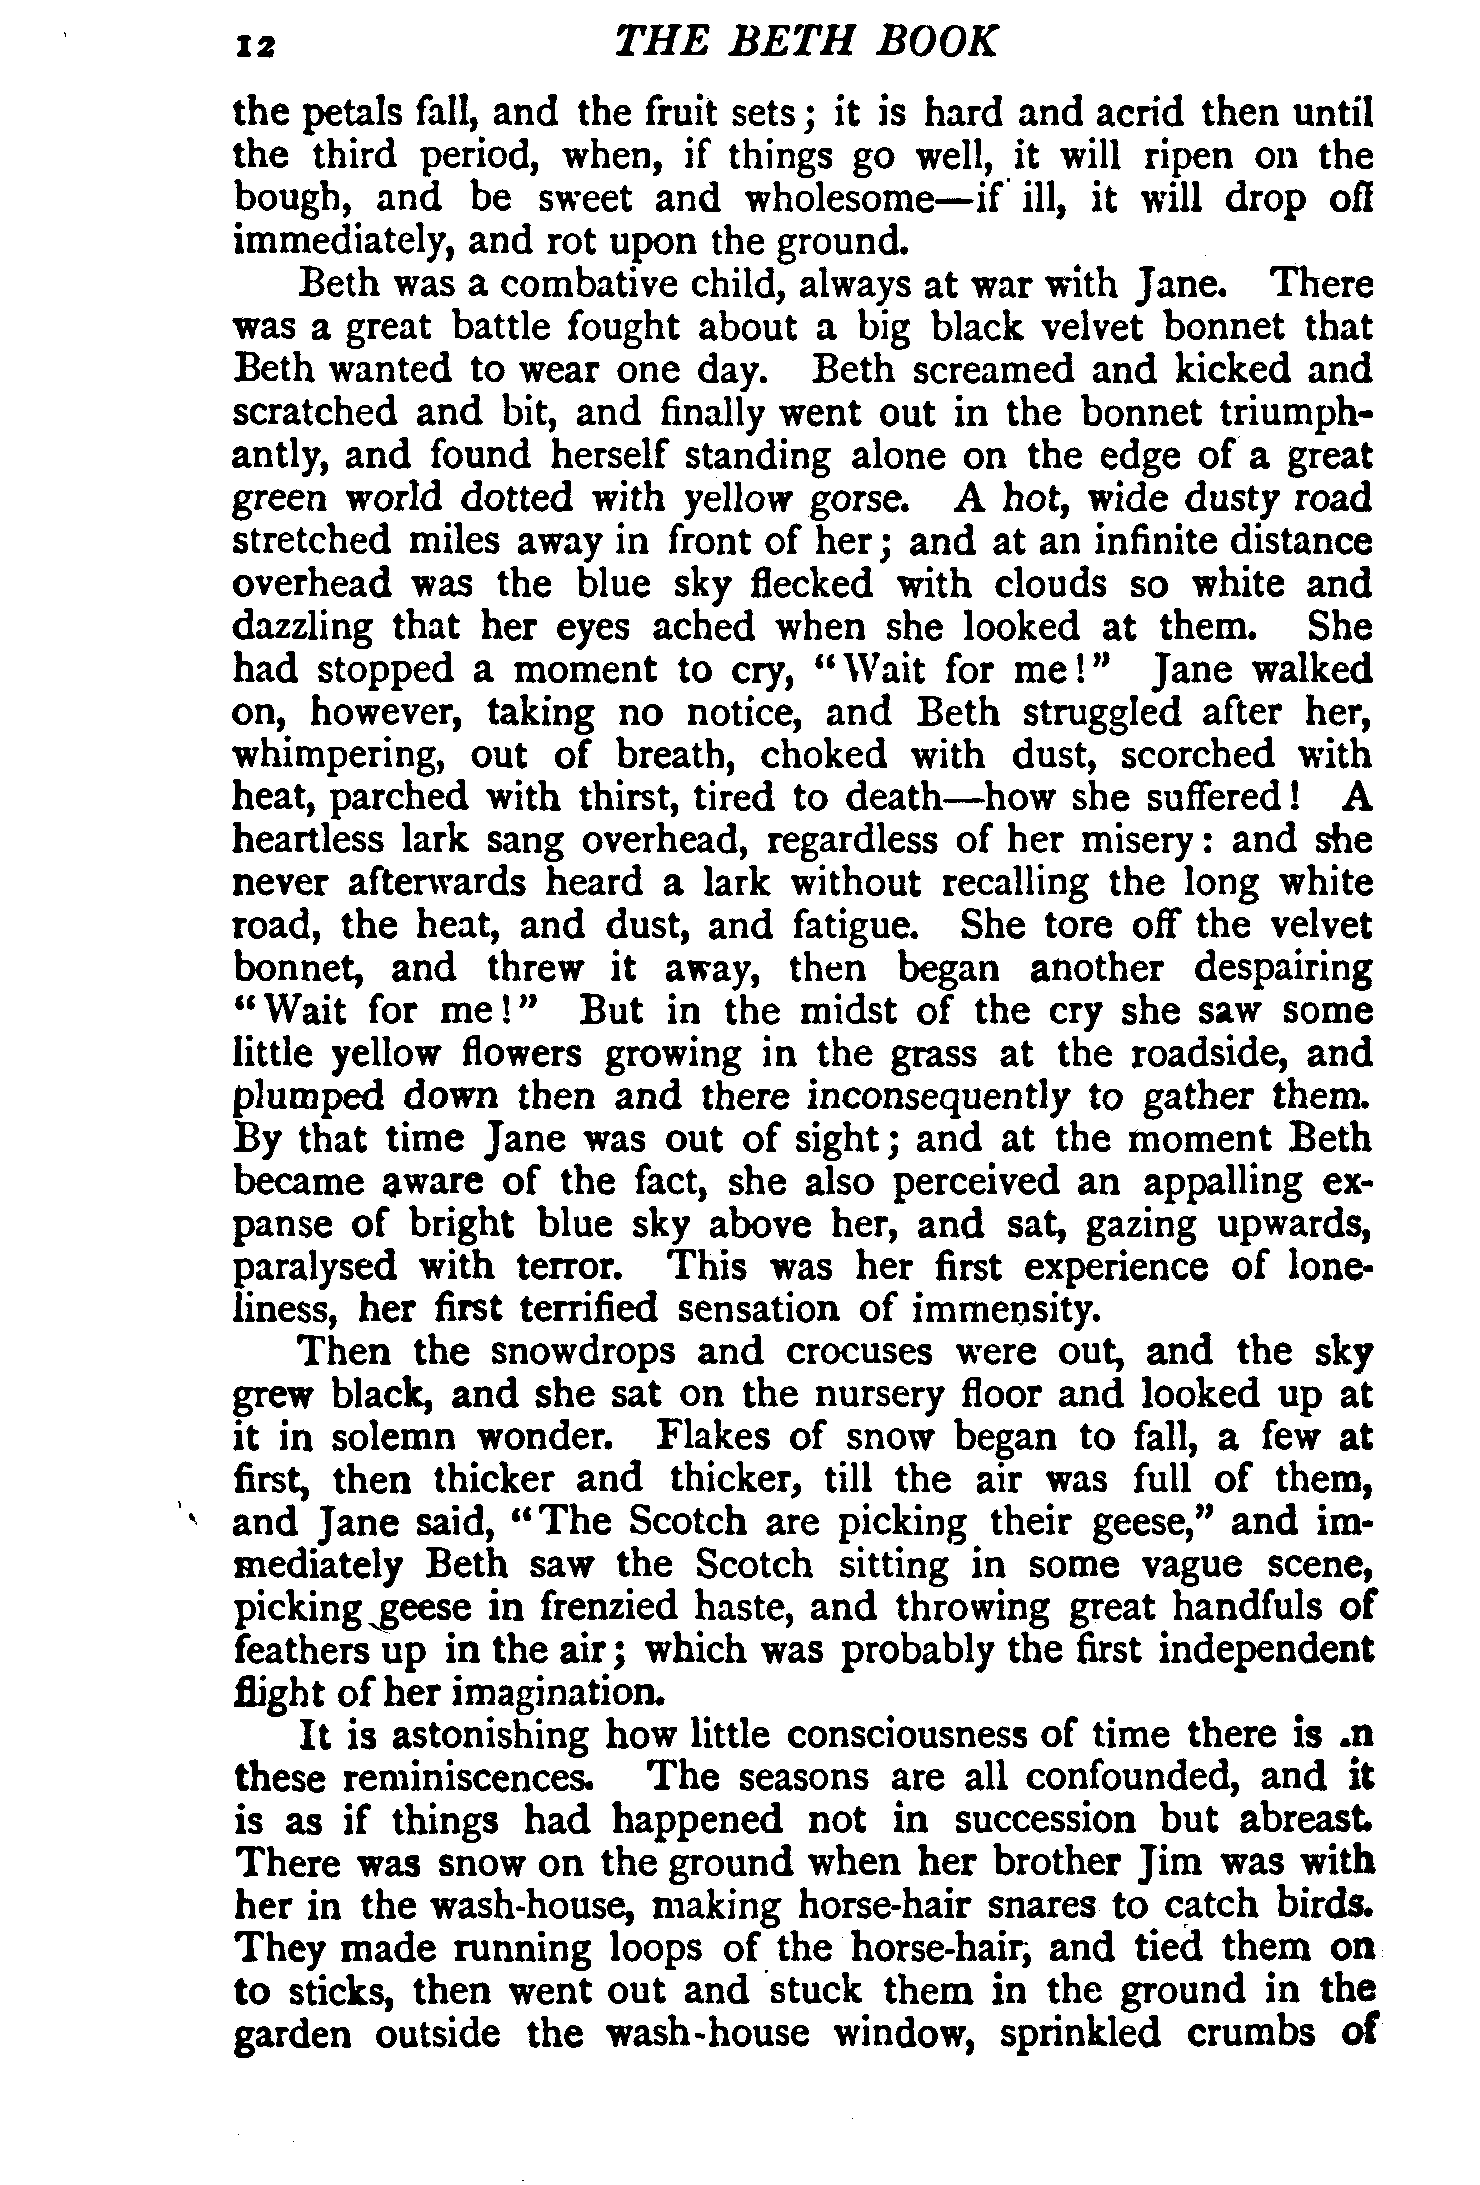 12 THE BETH BOOK
the petals fall, and the fruit sets; it is hard and acrid then until
the third period, when, if things go well, it will ripen on the
bough, and be sweet and wholesome—if ill, it will drop off
immediately, and rot upon the ground.
Beth was a combative child, always at war with Jane. There
was a great battle fought about a big black velvet bonnet that
Beth wanted to wear one day. Beth screamed and kicked and
scratched and bit, and finally went out in the bonnet triumph-
antly, and found herself standing alone on the edge of a great
green world dotted with yellow gorse. A hot, wide dusty road
stretched miles away in front of her; and at an infinite distance
overhead was the blue sky flecked with clouds so white and
dazzling that her eyes ached when she looked at them. She
had stopped a moment to cry, "Wait for me!" Jane walked
on, however, taking no notice, and Beth struggled after her,
whimpering, out of breath, choked with dust, scorched with
heat, parched with thirst, tired to death—how she suffered! A
heartless lark sang overhead, regardless of her misery: and she
never afterwards heard a lark without recalling the long white
road, the heat, and dust, and fatigue. She tore off the velvet
bonnet, and threw it away, then began another despairing
"Wait for me!" But in the midst of the cry she saw some
little yellow flowers growing in the grass at the roadside, and
plumped down then and there inconsequently to gather them.
By that time Jane was out of sight; and at the moment Beth
became aware of the fact, she also perceived an appalling ex-
panse of bright blue sky above her, and sat, gazing upwards,
paralysed with terror. This was her first experience of lone-
liness, her first terrified sensation of immensity.
Then the snowdrops and crocuses were out, and the sky
grew black, and she sat on the nursery floor and looked up at
it in solemn wonder. Flakes of snow began to fall, a few at
first, then thicker and thicker, till the air was full of them,
and Jane said, "The Scotch are picking their geese," and im-
mediately Beth saw the Scotch sitting in some vague scene,
picking geese in frenzied haste, and throwing great handfuls of
feathers up in the air; which was probably the first independent
flight of her imagination.
It is astonishing how little consciousness of time there is .n
these reminiscences. The seasons are all confounded, and it
is as if things had happened not in succession but abreast.
There was snow on the ground when her brother Jim was with
her in the wash-house, making horse-hair snares to catch birds.
They made running loops of the horse-hair, and tied them on
to sticks, then went out and stuck them in the ground in the
garden outside the wash-house window, sprinkled crumbs of